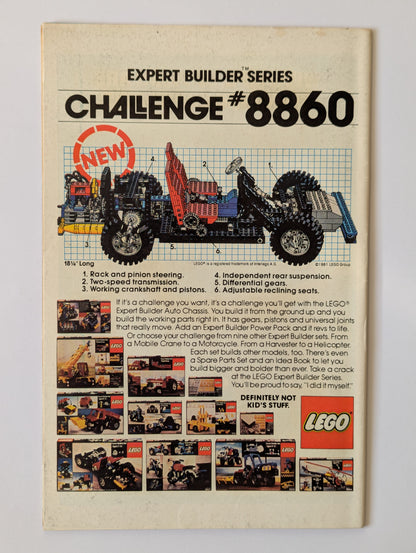 EXPERT BUILDER™ SERIES
CHALLENGE #8860
NEW
4.
2.
1.
3.
6.
5.
18¼" Long
LEGO® is a registered trademark of Interlego A.G.
©1981 LEGO Group
1. Rack and pinion steering.
2. Two-speed transmission.
3. Working crankshaft and pistons.
4. Independent rear suspension.
5. Differential gears.
6. Adjustable reclining seats.
If it's a challenge you want, it's a challenge you'll get with the LEGO®
Expert Builder Auto Chassis. You build it from the ground up and you
build the working parts right in. It has gears, pistons and universal joints
that really move. Add an Expert Builder Power Pack and it revs to life.
Or choose your challenge from nine other Expert Builder sets. From
a Mobile Crane to a Motorcycle. From a Harvester to a Helicopter.
Each set builds other models, too. There's even
a Spare Parts Set and an Idea Book to let you
build bigger and bolder than ever. Take a crack
at the LEGO Expert Builder Series.
You'll be proud to say, "I did it myself."
DEFINITELY NOT
KID'S STUFF.
LEGO